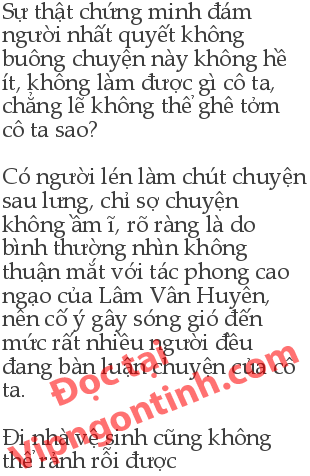 Sự thật chứng minh đám
người nhất quyết không
buông chuyện này không hề
ít, không làm được gì cô ta,
chẳng lẽ không thể ghê tởm
cô ta sao?
Có người lén làm chút chuyện
sau lưng, chỉ sợ chuyện
không ầm ĩ, rõ ràng là do
bình thường nhìn không
thuận mắt với tác phong cao
ngạo của Lâm Vân Huyên,
nên cố ý gây sóng gió đến
mức rất nhiều người đều
đang bàn luận chuyện của cô
ta.
Đọc tại
Vipngontinh.com
Đi nhà vệ sinh cũng không
thể rảnh rỗi được